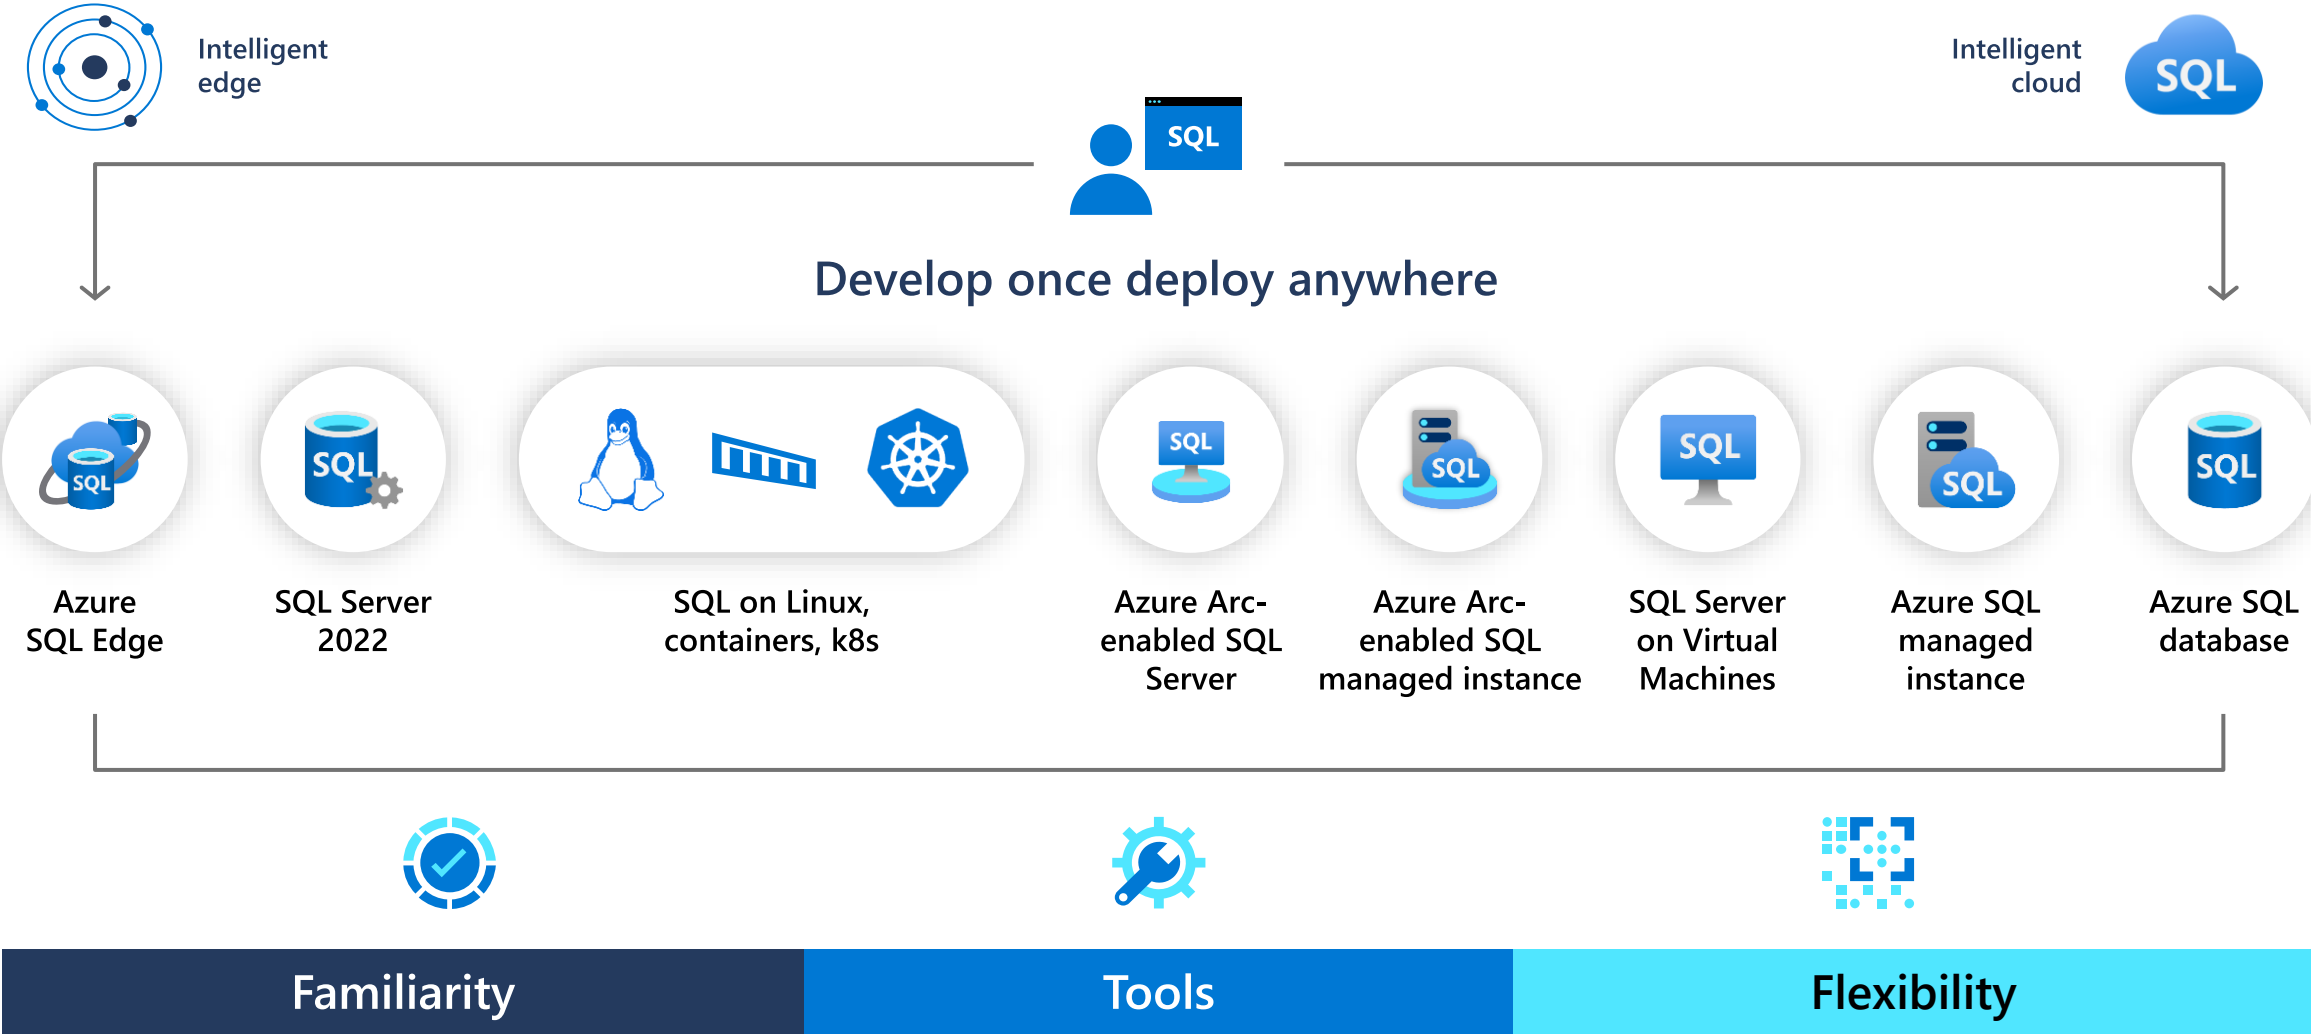 Intelligent
edge
Intelligent
cloud
SQL
SQL
Develop once deploy anywhere
SQL
SQL
SQL
SQL
SQL
SQL
SQL
Azure
SQL Edge
SQL Server
2022
SQL on Linux,
containers, k8s
Azure Arc-
enabled SQL
Server
Azure Arc-
enabled SQL
managed instance
SQL Server
on Virtual
Machines
Azure SQL
managed
instance
Azure SQL
database
Familiarity
Tools
Flexibility